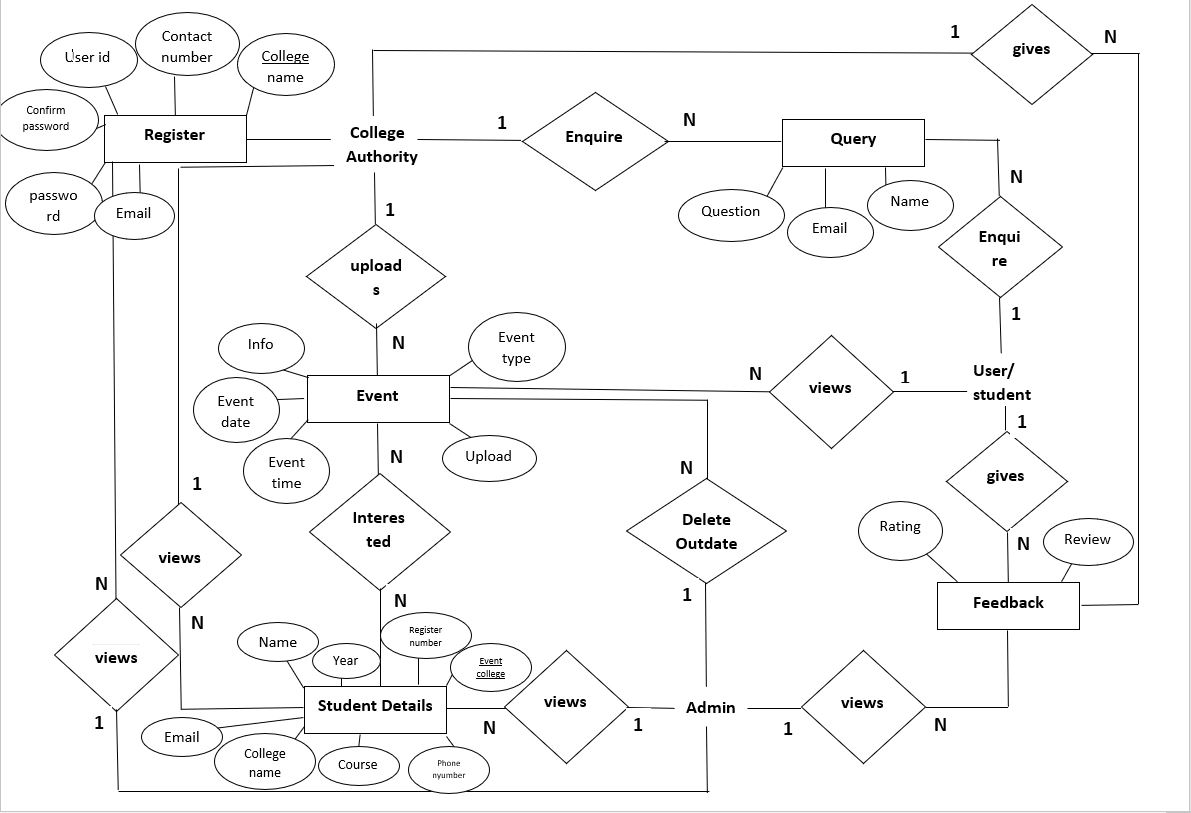 Contact
number
User id
College
name
Confirm
password
Register
passwo
rd
Email
College
Authority
1
Enquire
N
Query
1
gives
N
Question
Email
Name
N
Enqui
re
1
1
upload
s
N
Info
Event
type
Event
date
Event
Event
time
Upload
N
views
1
User/
student
1
gives
N
Rating
Review
Feedback
N
Interes
ted
N
N
Delete
Outdate
1
1
views
N
N
views
1
Name
Year
Register
number
Event
college
Student Details
Email
College
name
Course
Phone
nyumber
N
views
1
Admin
1
views
N